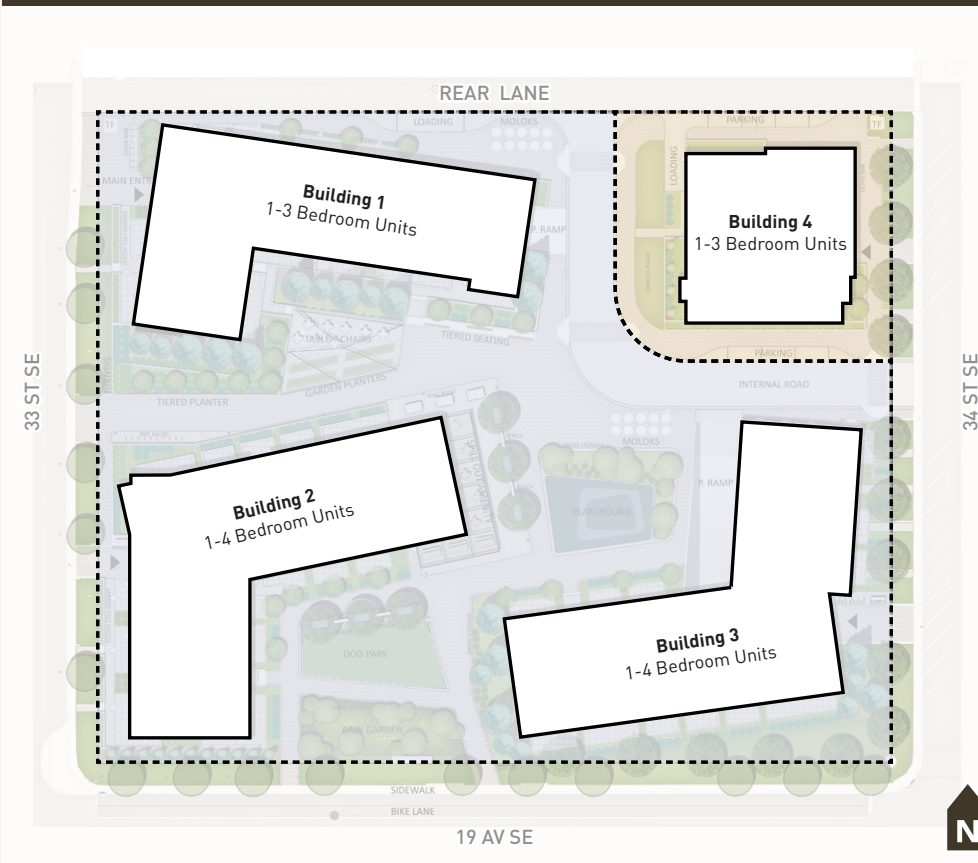 REAR LANE
LOADING
MOLOKS
PARKING
TF
TF
LOADING
MAIN ENTR
Building 1
1-3 Bedroom Units
P. RAMP
Building 4
1-3 Bedroom Units
TABLE/CHAIRS
TIERED SEATING
PARKING
GARDEN PLANTERS
INTERNAL ROAD
TIERED PLANTER
33 ST SE
34 ST SE
MOLOKS
Building 2
1-4 Bedroom Units
P. RAMP
PLAYGROUND
Building 3
1-4 Bedroom Units
DOG PARK
RAIN GARDEN
SIDEWALK
BIKE LANE
19 AV SE
N